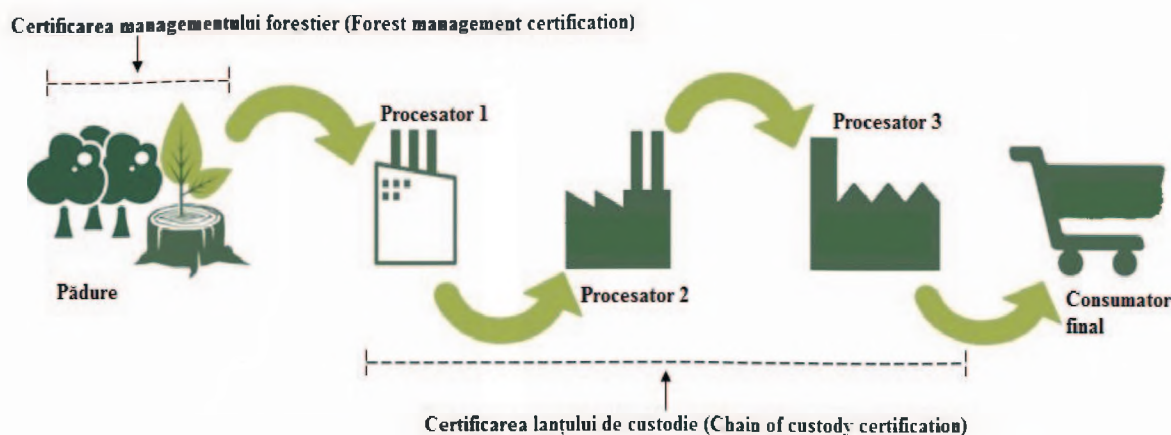 Certificarea managementului forestier (Forest management certification)
Procesator 1
Procesator 3
Pădure
Procesator 2
Consumator
final
Certificarea lanțului de custodie (Chain of custody certification)